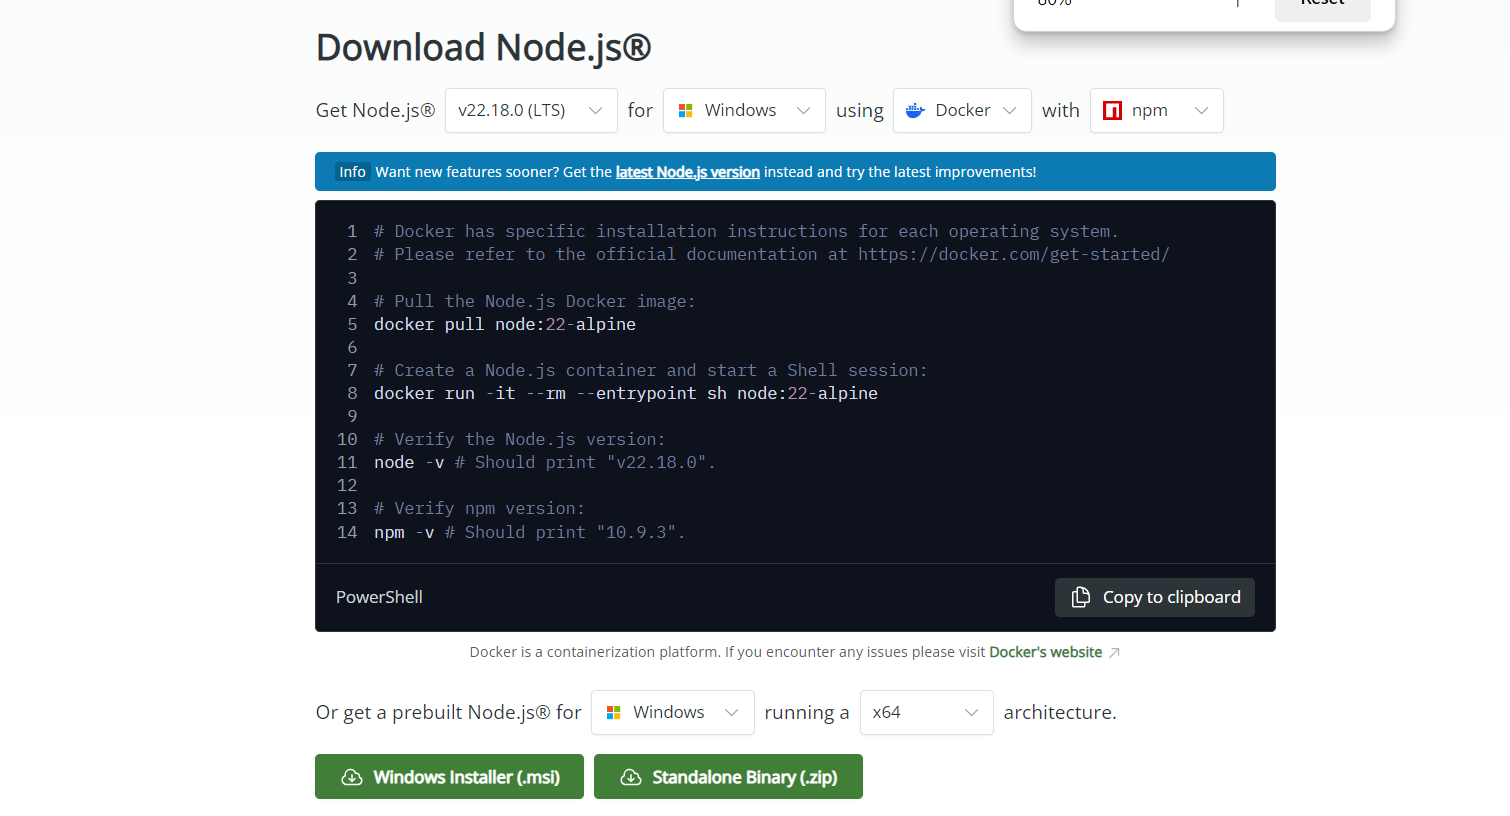 80%
Reset
Download Node.js®
Get Node.js® v22.18.0 (LTS) for Windows using Docker with npm
Info Want new features sooner? Get the latest Node.js version instead and try the latest improvements!
1 # Docker has specific installation instructions for each operating system.
2 # Please refer to the official documentation at https://docker.com/get-started/
3
4 # Pull the Node.js Docker image:
5 docker pull node:22-alpine
6
7 # Create a Node.js container and start a Shell session:
8 docker run -it --rm --entrypoint sh node:22-alpine
9
10 # Verify the Node.js version:
11 node -v # Should print "v22.18.0".
12
13 # Verify npm version:
14 npm -v # Should print "10.9.3".
PowerShell
Copy to clipboard
Docker is a containerization platform. If you encounter any issues please visit Docker's website
Or get a prebuilt Node.js® for Windows running a x64 architecture.
Windows Installer (.msi)
Standalone Binary (.zip)